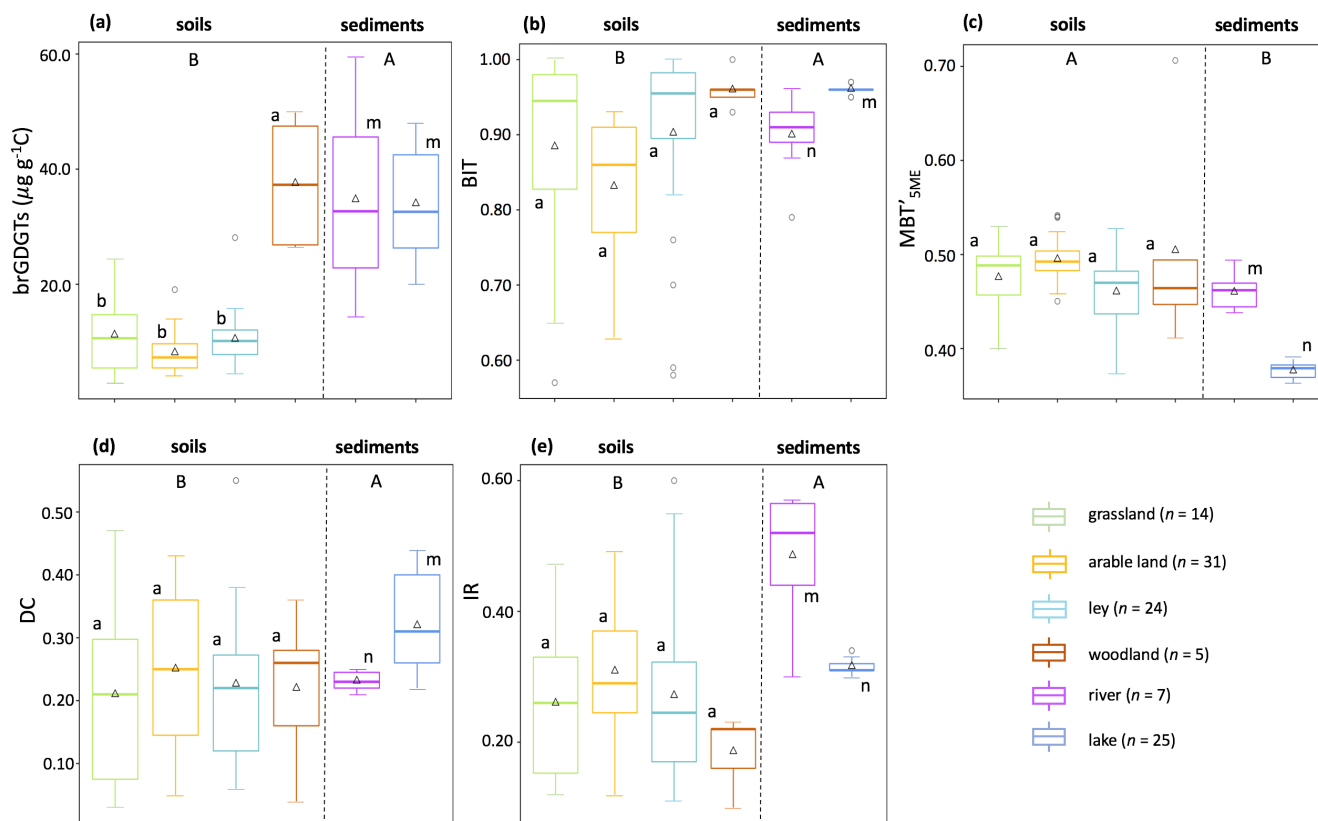 (a) soils sediments
B A
60.0
40.0
20.0
brGDGTs (µg g⁻¹C)
b b b a m m
(b) soils sediments
B A
1.00
0.90
0.80
0.70
0.60
BIT
a a a a n m
(c) soils sediments
A B
0.70
0.60
0.50
0.40
MBT'5ME
a a a a m n
(d) soils sediments
B A
0.50
0.40
0.30
0.20
0.10
DC
a a a a n m
(e) soils sediments
B A
0.60
0.40
0.20
IR
a a a a m n
grassland (n = 14)
arable land (n = 31)
ley (n = 24)
woodland (n = 5)
river (n = 7)
lake (n = 25)